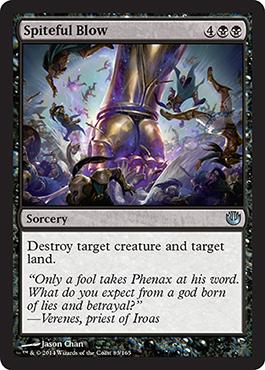 Spiteful Blow 4
Sorcery
Destroy target creature and target
land.
“Only a fool takes Phenax at his word.
What do you expect from a god born
of lies and betrayal?”
—Verenes, priest of Iroas
Jason Chan
™ & © 2014 Wizards of the Coast 83/165